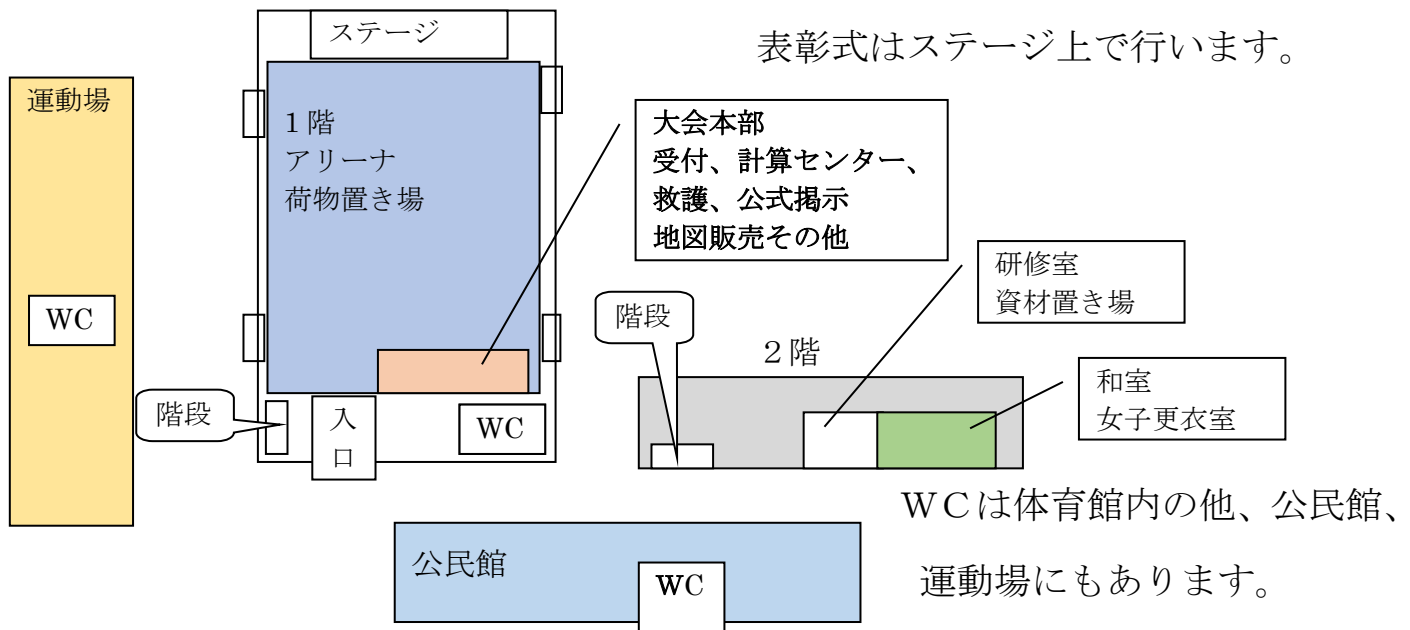 ステージ
表彰式はステージ上で行います。
運動場
１階
アリーナ
荷物置き場
大会本部
受付、計算センター、
救護、公式掲示
地図販売その他
研修室
資材置き場
WC
階段
２階
和室
女子更衣室
階段
入
口
WC
ＷＣは体育館内の他、公民館、
運動場にもあります。
公民館
WC